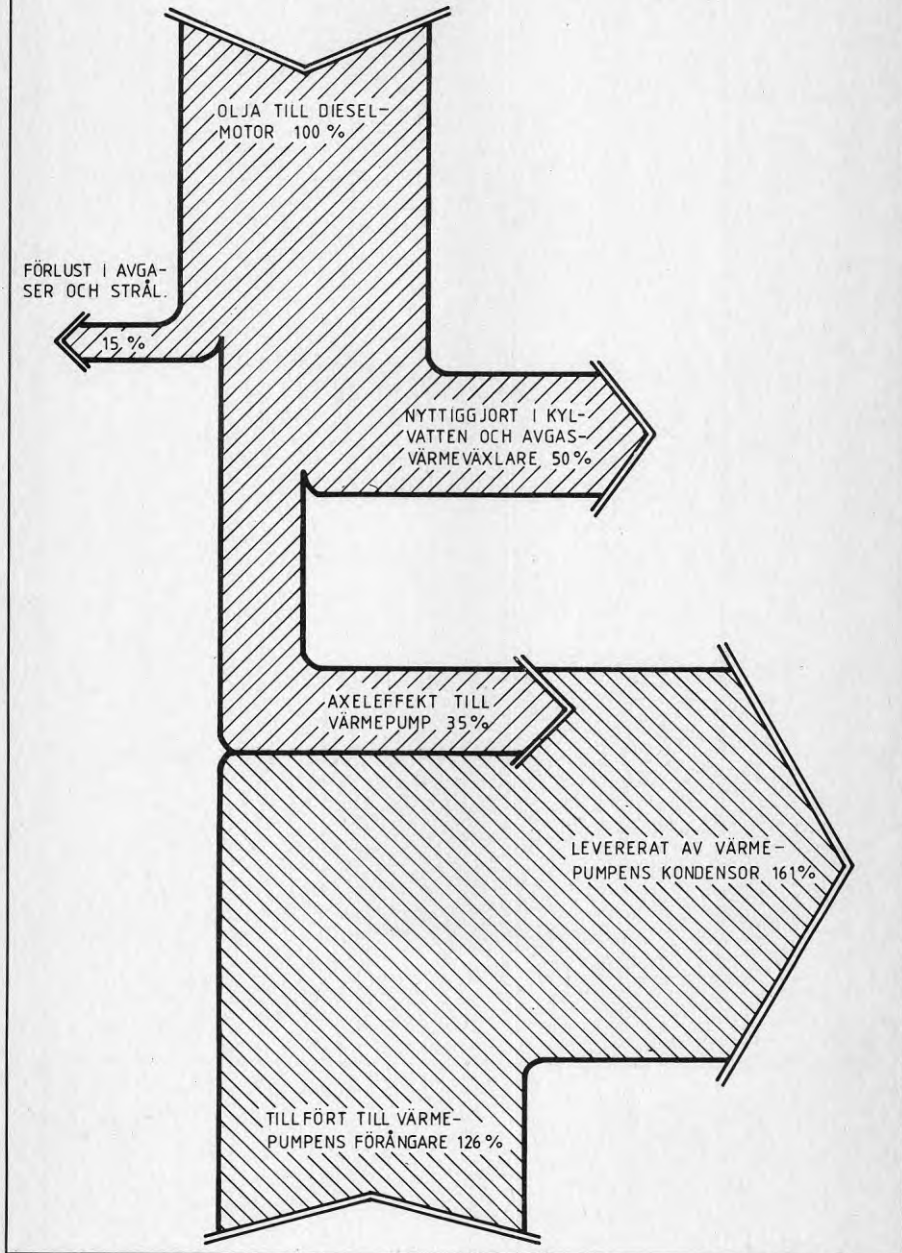 OLJA TILL DIESEL-
MOTOR 100 %
FÖRLUST I AVGA-
SER OCH STRÅL.
15 %
NYTTIGGJORT I KYL-
VATTEN OCH AVGAS-
VÄRMEVÄXLARE 50%
AXELEFFEKT TILL
VÄRMEPUMP 35%
LEVERERAT AV VÄRME-
PUMPENS KONDENSOR 161%
TILLFÖRT TILL VÄRME-
PUMPENS FÖRÅNGARE 126%